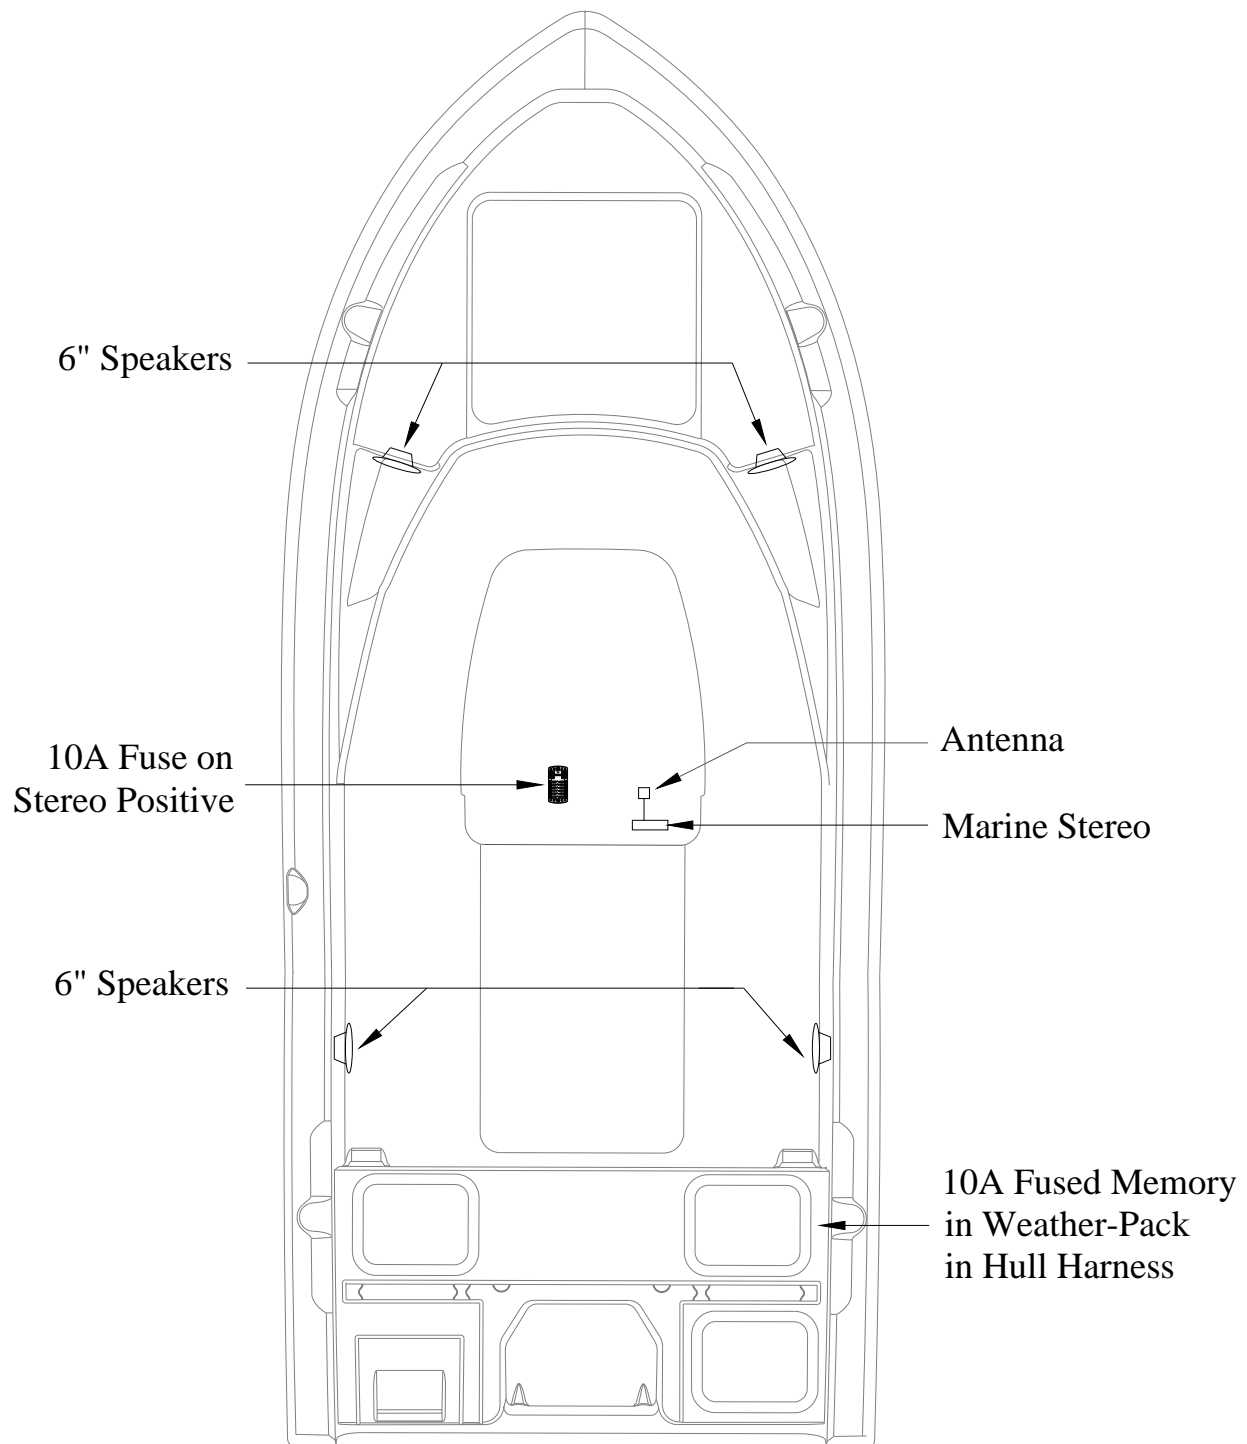 6" Speakers
10A Fuse on
Stereo Positive
Antenna
Marine Stereo
6" Speakers
10A Fused Memory
in Weather-Pack
in Hull Harness